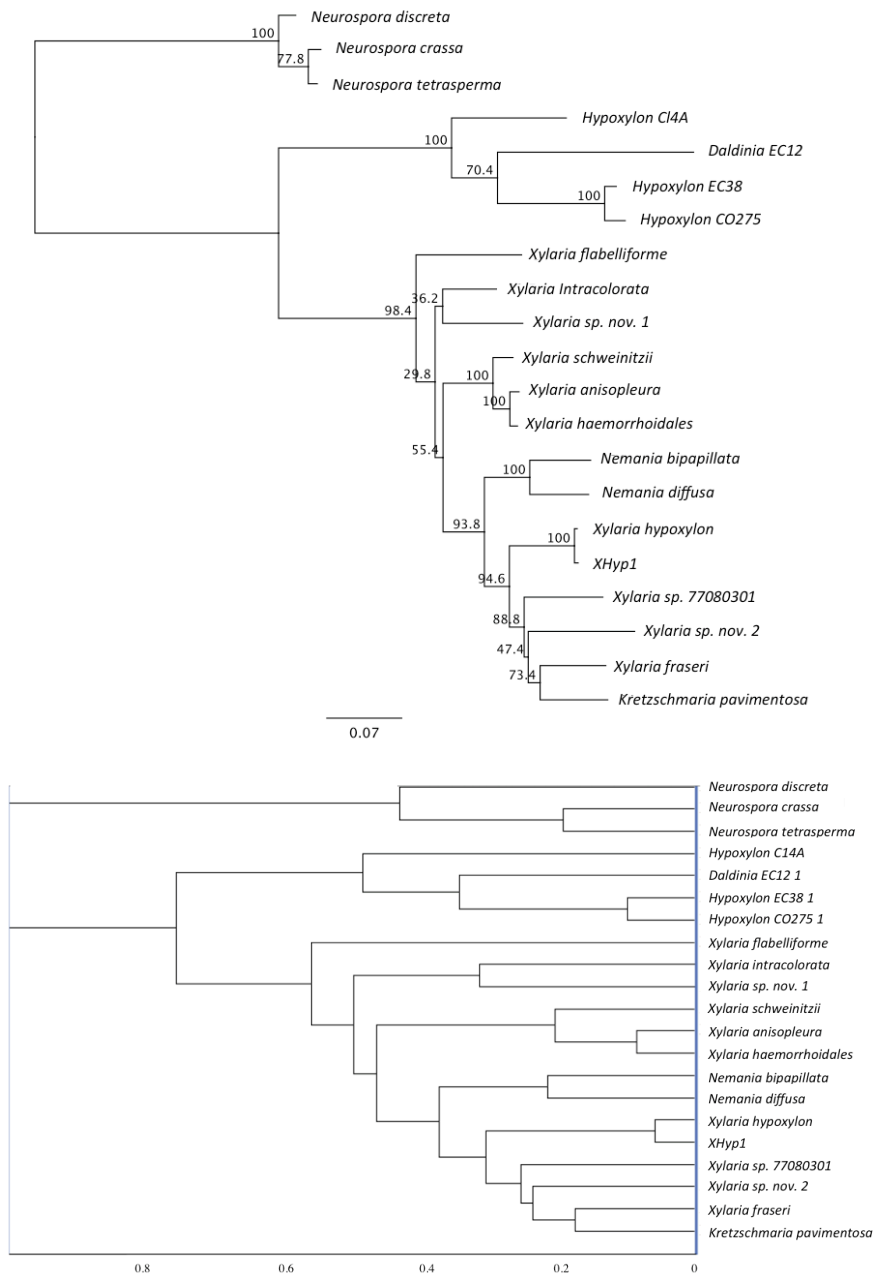 Neurospora discreta
100
Neurospora crassa
77.8
Neurospora tetrasperma
Hypoxylon Cl4A
100
Daldinia EC12
70.4
Hypoxylon EC38
100
Hypoxylon CO275
Xylaria flabelliforme
Xylaria Intracolorata
36.2
98.4
Xylaria sp. nov. 1
Xylaria schweinitzii
29.8
100
Xylaria anisopleura
100
Xylaria haemorrhoidales
55.4
Nemania bipapillata
100
Nemania diffusa
93.8
Xylaria hypoxylon
100
XHyp1
94.6
Xylaria sp. 77080301
88.8
Xylaria sp. nov. 2
47.4
Xylaria fraseri
73.4
Kretzschmaria pavimentosa
0.07
Neurospora discreta
Neurospora crassa
Neurospora tetrasperma
Hypoxylon C14A
Daldinia EC12 1
Hypoxylon EC38 1
Hypoxylon CO275 1
Xylaria flabelliforme
Xylaria intracolorata
Xylaria sp. nov. 1
Xylaria schweinitzii
Xylaria anisopleura
Xylaria haemorrhoidales
Nemania bipapillata
Nemania diffusa
Xylaria hypoxylon
XHyp1
Xylaria sp. 77080301
Xylaria sp. nov. 2
Xylaria fraseri
Kretzschmaria pavimentosa
0.8 0.6 0.4 0.2 0